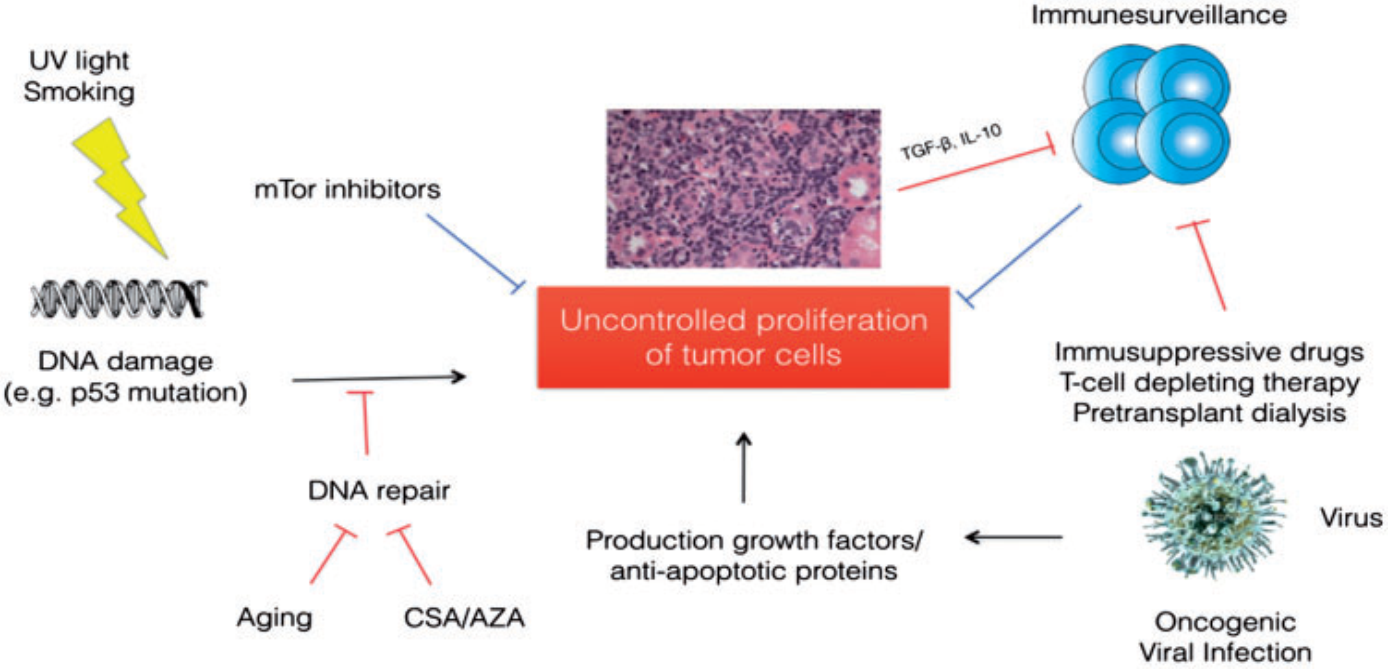 Immunesurveillance
UV light
Smoking
TGF-β, IL-10
mTor inhibitors
Uncontrolled proliferation
of tumor cells
DNA damage
(e.g. p53 mutation)
Immusuppressive drugs
T-cell depleting therapy
Pretransplant dialysis
DNA repair
Virus
Production growth factors/
anti-apoptotic proteins
Aging
CSA/AZA
Oncogenic
Viral Infection